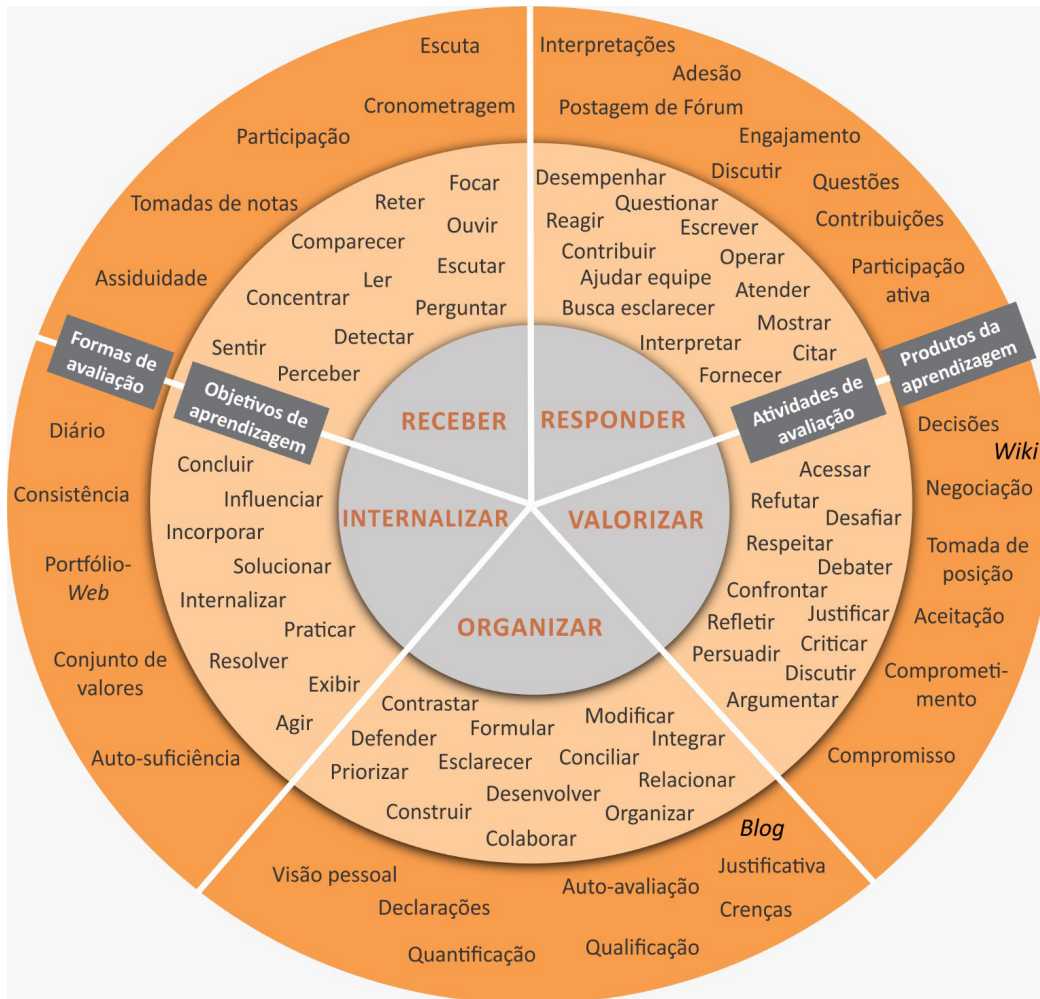 Escuta
Cronometragem
Participação
Tomadas de notas
Assiduidade
Interpretações
Adesão
Postagem de Fórum
Engajamento
Discutir
Questões
Contribuições
Participação
ativa
Focar
Reter
Ouvir
Comparecer
Escutar
Ler
Concentrar
Perguntar
Detectar
Sentir
Perceber
Desempenhar
Questionar
Reagir
Escrever
Contribuir
Operar
Ajudar equipe
Atender
Busca esclarecer
Mostrar
Interpretar
Citar
Fornecer
Formas de
avaliação
Objetivos de
aprendizagem
Atividades de
avaliação
Produtos da
aprendizagem
RECEBER
RESPONDER
INTERNALIZAR
VALORIZAR
ORGANIZAR
Diário
Consistência
Portfólio-
Web
Conjunto de
valores
Auto-suficiência
Concluir
Influenciar
Incorporar
Solucionar
Internalizar
Praticar
Resolver
Exibir
Agir
Acessar
Refutar
Desafiar
Respeitar
Debater
Confrontar
Justificar
Refletir
Criticar
Persuadir
Discutir
Argumentar
Decisões
Wiki
Negociação
Tomada de
posição
Aceitação
Comprometi-
mento
Compromisso
Contrastar
Modificar
Formular
Defender
Integrar
Conciliar
Esclarecer
Priorizar
Relacionar
Desenvolver
Construir
Organizar
Colaborar
Blog
Justificativa
Visão pessoal
Auto-avaliação
Declarações
Crenças
Quantificação
Qualificação